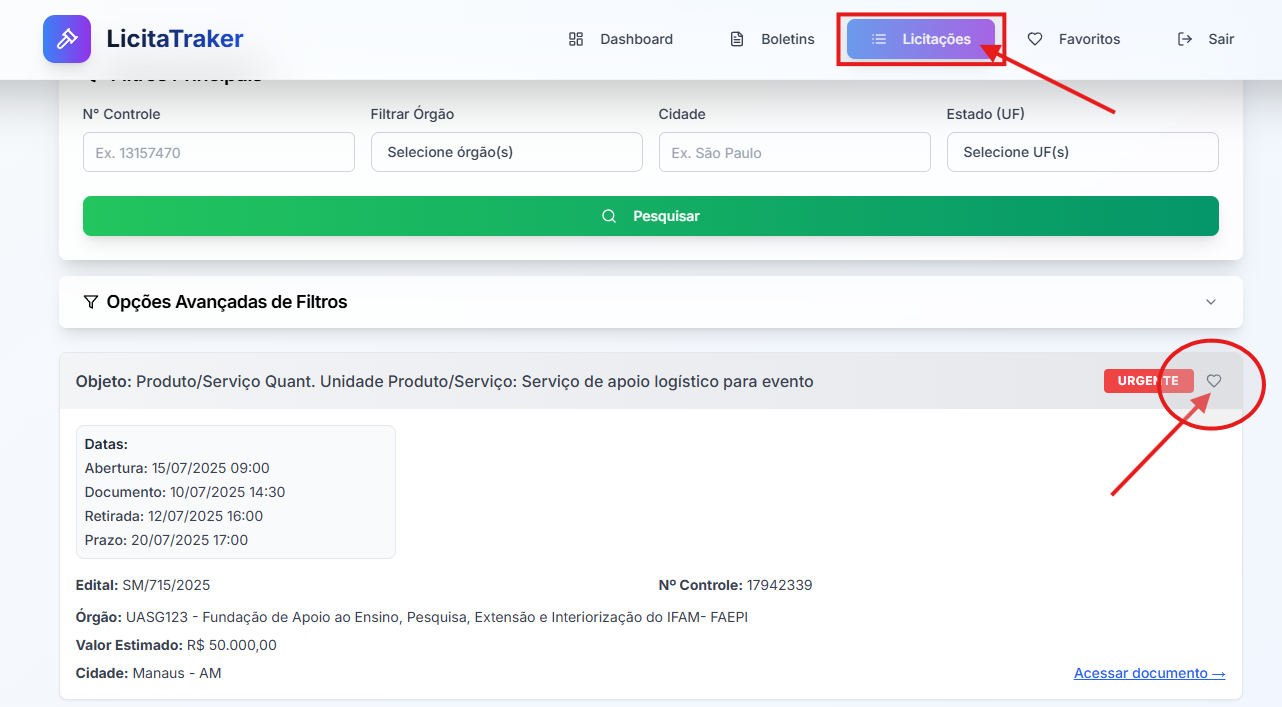 LicitaTraker
Dashboard
Boletins
Licitações
Favoritos
Sair
Filtros Principais
N° Controle
Filtrar Órgão
Cidade
Estado (UF)
Ex. 13157470
Selecione órgão(s)
Ex. São Paulo
Selecione UF(s)
Pesquisar
Opções Avançadas de Filtros
Objeto: Produto/Serviço Quant. Unidade Produto/Serviço: Serviço de apoio logístico para evento
URGENTE
Datas:
Abertura: 15/07/2025 09:00
Documento: 10/07/2025 14:30
Retirada: 12/07/2025 16:00
Prazo: 20/07/2025 17:00
Edital: SM/715/2025
Nº Controle: 17942339
Órgão: UASG123 - Fundação de Apoio ao Ensino, Pesquisa, Extensão e Interiorização do IFAM- FAEPI
Valor Estimado: R$ 50.000,00
Cidade: Manaus - AM
Acessar documento →